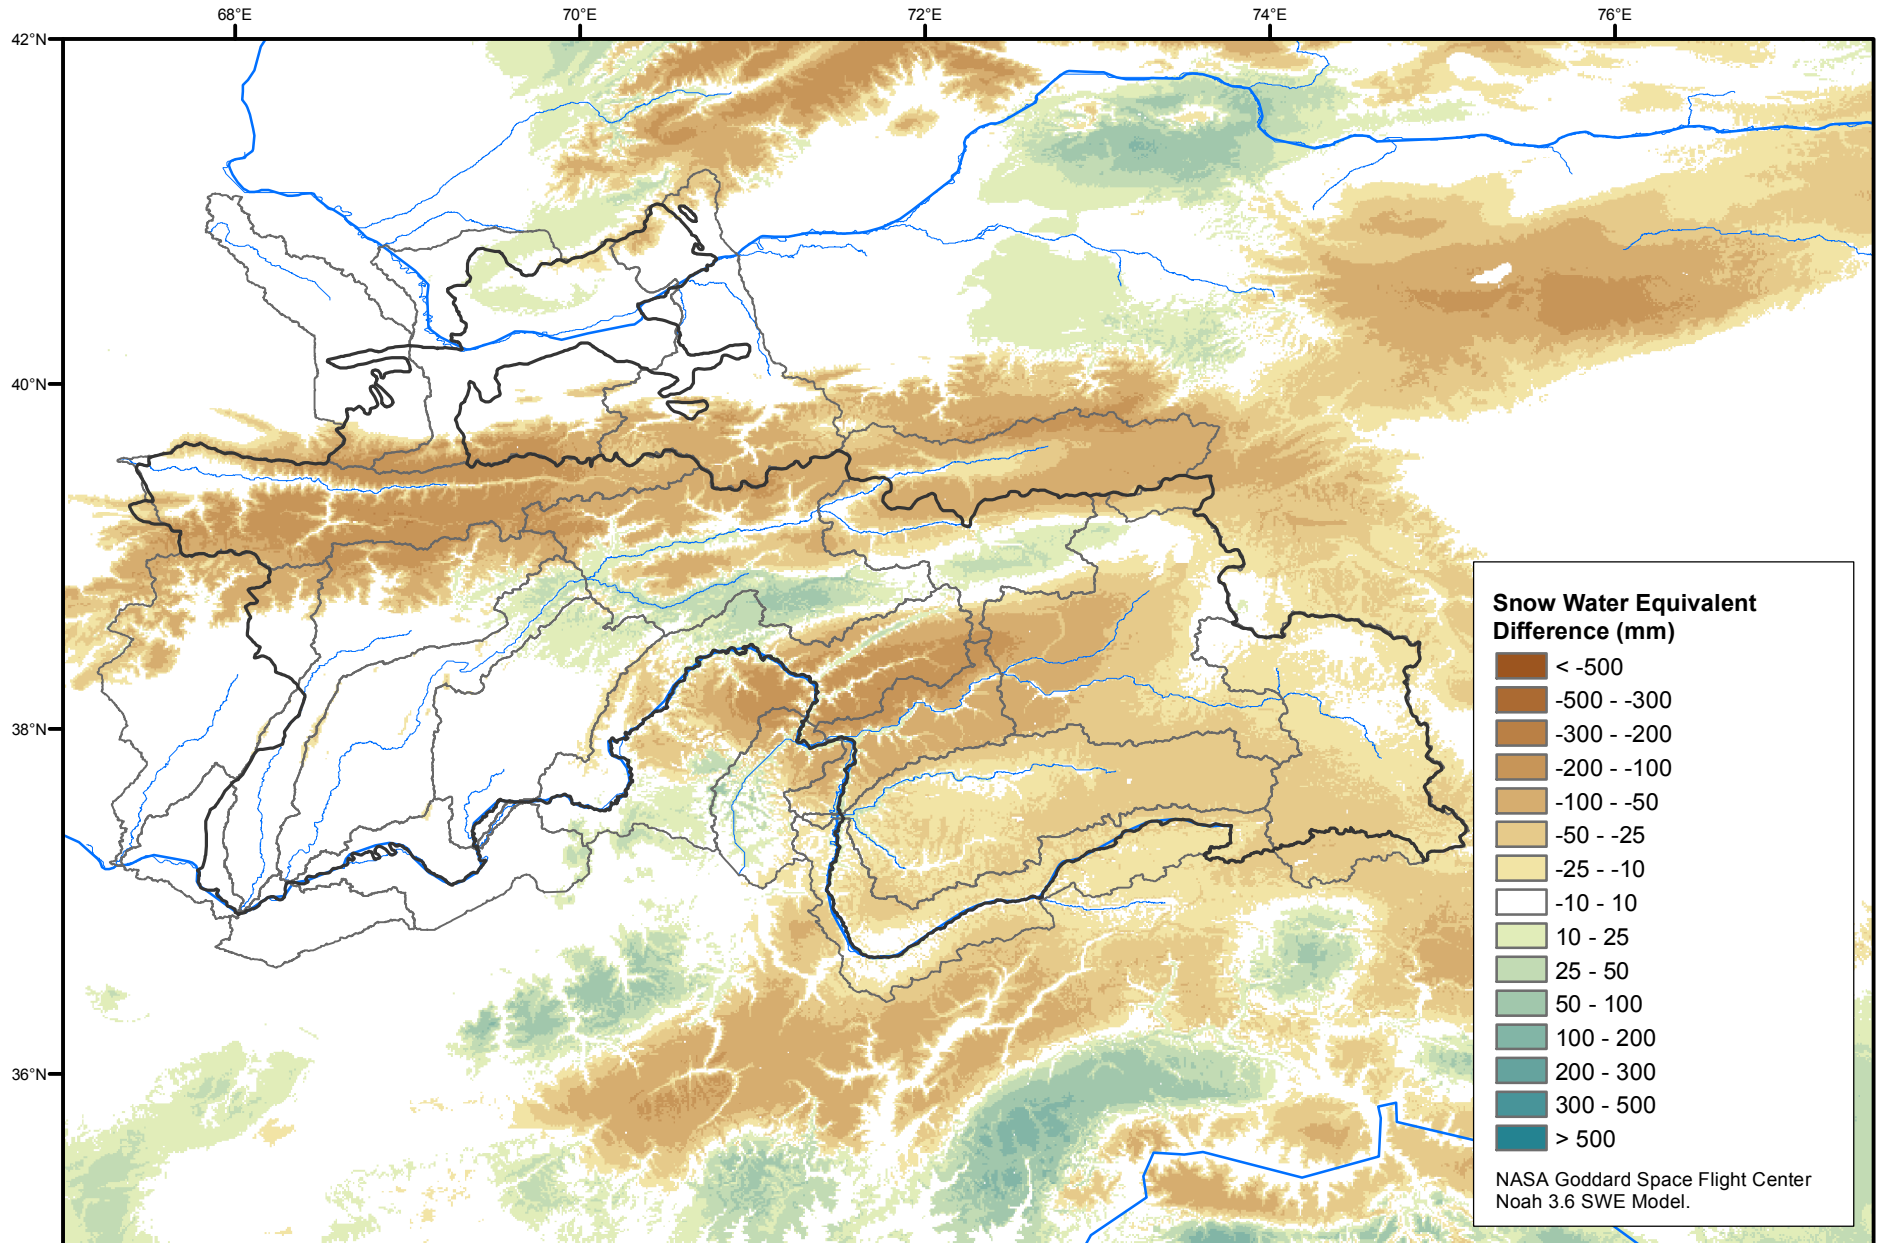 68°E 70°E 72°E 74°E 76°E
42°N
40°N
38°N
36°N
Snow Water Equivalent
Difference (mm)
< -500
-500 - -300
-300 - -200
-200 - -100
-100 - -50
-50 - -25
-25 - -10
-10 - 10
10 - 25
25 - 50
50 - 100
100 - 200
200 - 300
300 - 500
> 500
NASA Goddard Space Flight Center
Noah 3.6 SWE Model.